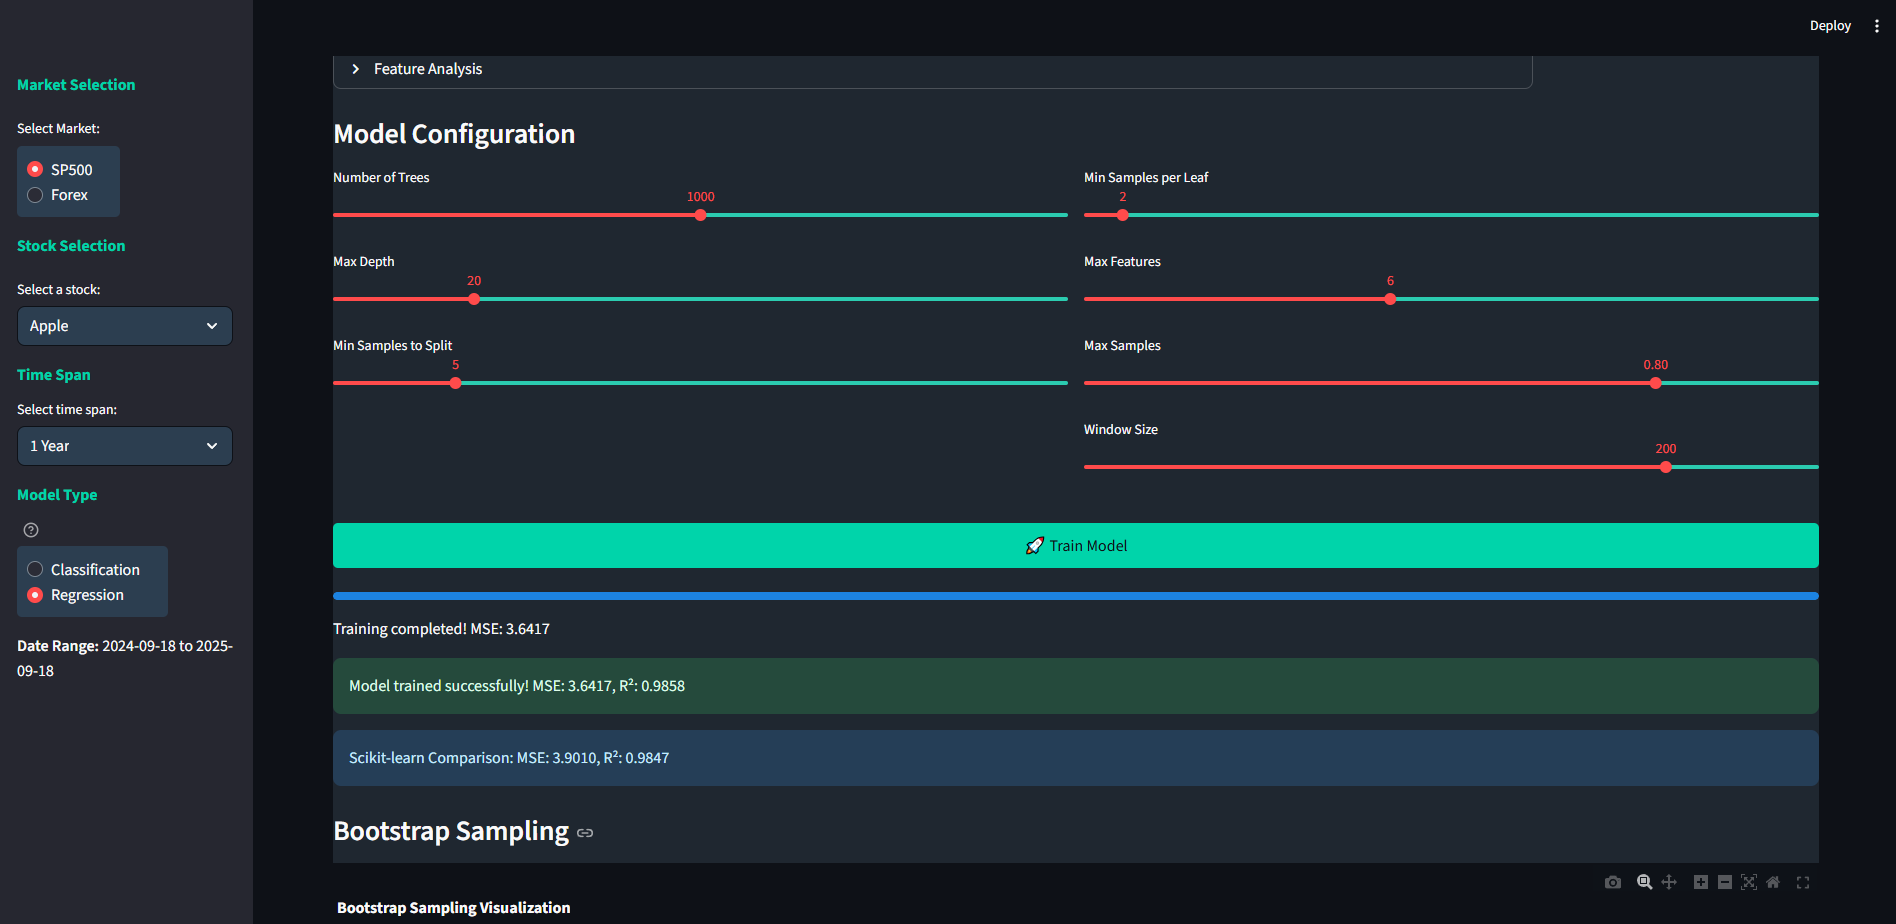 Deploy
Market Selection
Select Market:
SP500
Forex
Stock Selection
Select a stock:
Apple
Time Span
Select time span:
1 Year
Model Type
Classification
Regression
Date Range: 2024-09-18 to 2025-
09-18
Feature Analysis
Model Configuration
Number of Trees
1000
Max Depth
20
Min Samples to Split
5
Min Samples per Leaf
2
Max Features
6
Max Samples
0.80
Window Size
200
🚀 Train Model
Training completed! MSE: 3.6417
Model trained successfully! MSE: 3.6417, R²: 0.9858
Scikit-learn Comparison: MSE: 3.9010, R²: 0.9847
Bootstrap Sampling
Bootstrap Sampling Visualization